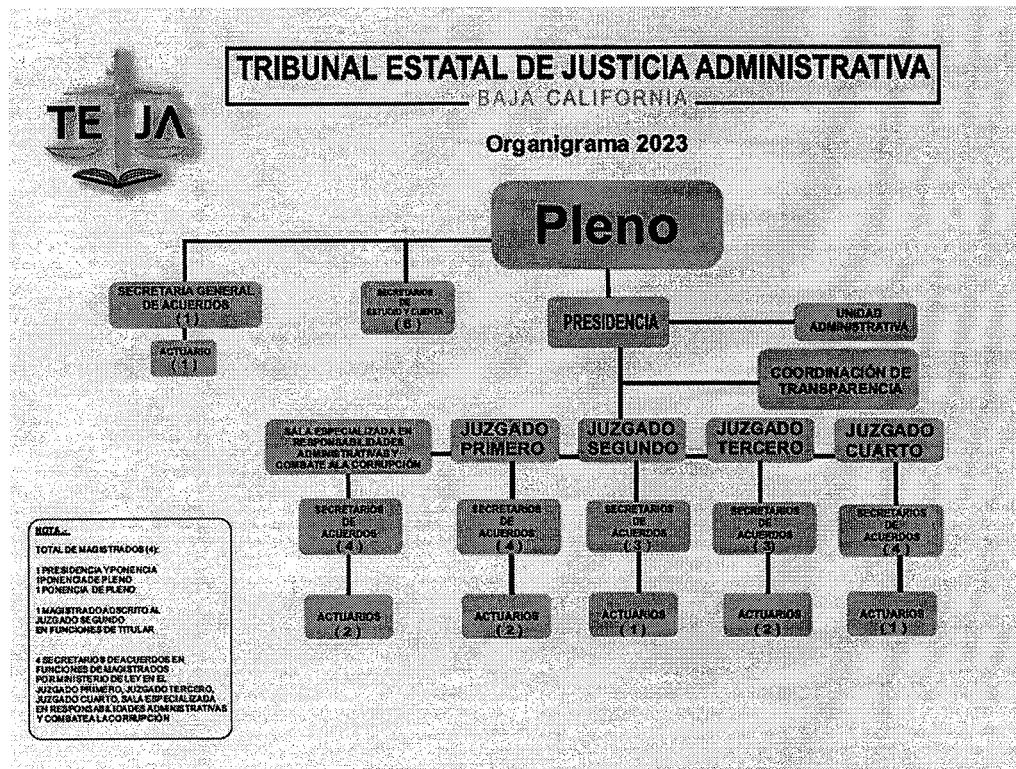 TEJA
TRIBUNAL ESTATAL DE JUSTICIA ADMINISTRATIVA
BAJA CALIFORNIA
Organigrama 2023
Pleno
SECRETARIA GENERAL
DE ACUERDOS
( 1 )
ACTUARIO
( 1 )
SECRETARIOS
DE
ESTUDIO Y CUENTA
( 6 )
PRESIDENCIA
UNIDAD
ADMINISTRATIVA
COORDINACIÓN DE
TRANSPARENCIA
SALA ESPECIALIZADA EN
RESPONSABILIDADES
ADMINISTRATIVAS Y
COMBATE ALA CORRUPCIÓN
JUZGADO
PRIMERO
JUZGADO
SEGUNDO
JUZGADO
TERCERO
JUZGADO
CUARTO
SECRETARIOS
DE
ACUERDOS
( 4 )
SECRETARIOS
DE
ACUERDOS
( 4 )
SECRETARIOS
DE
ACUERDOS
( 3 )
SECRETARIOS
DE
ACUERDOS
( 3 )
SECRETARIOS
DE
ACUERDOS
( 4 )
ACTUARIOS
( 2 )
ACTUARIOS
( 2 )
ACTUARIOS
( 1 )
ACTUARIOS
( 2 )
ACTUARIOS
( 1 )
NOTA.-
TOTAL DE MAGISTRADOS (4):
1 PRESIDENCIA Y PONENCIA
1PONENCIA DE PLENO
1 PONENCIA DE PLENO
1 MAGISTRADO ADSCRITO AL
JUZGADO SEGUNDO
EN FUNCIONES DE TITULAR
4 SECRETARIOS DE ACUERDOS EN
FUNCIONES DE MAGISTRADOS
POR MINISTERIO DE LEY EN EL
JUZGADO PRIMERO, JUZGADO TERCERO,
JUZGADO CUARTO, SALA ESPECIALIZADA
EN RESPONSABILIDADES ADMINISTRATIVAS
Y COMBATE A LA CORRUPCIÓN